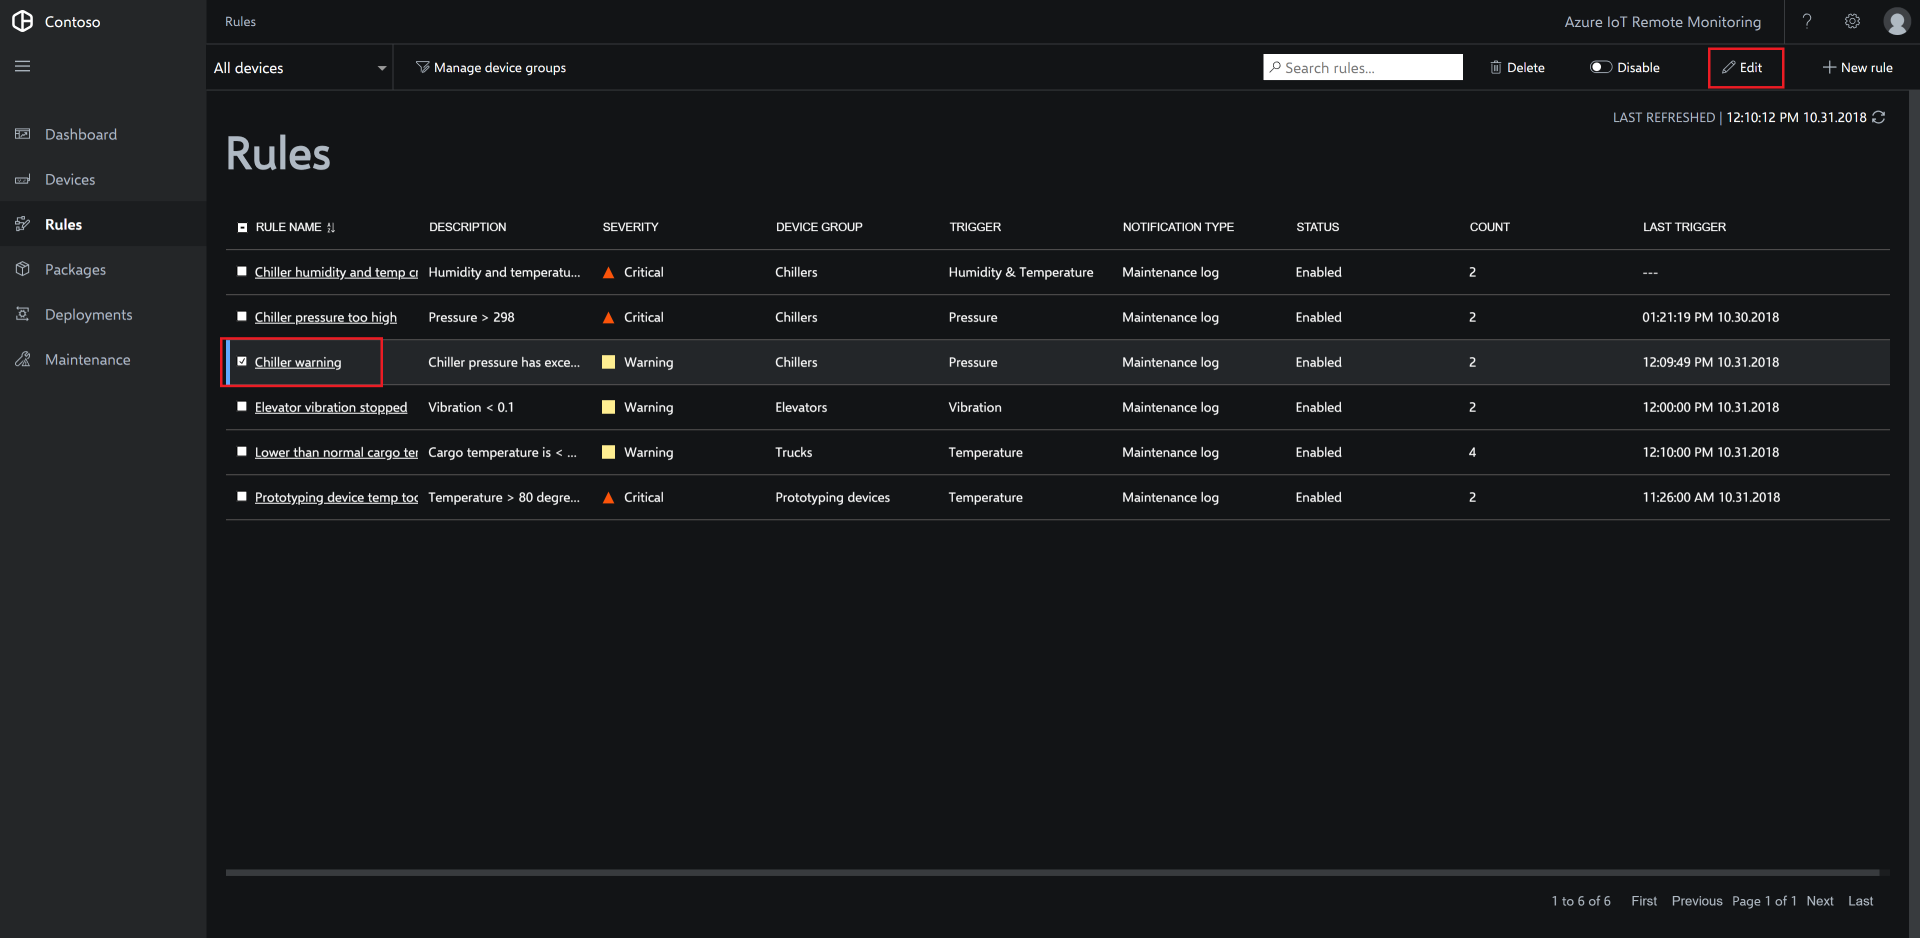 Contoso
Rules
Azure IoT Remote Monitoring
?
All devices
Manage device groups
Search rules...
Delete
Disable
Edit
New rule
LAST REFRESHED | 12:10:12 PM 10.31.2018
Dashboard
Devices
Rules
Packages
Deployments
Maintenance
Rules
RULE NAME DESCRIPTION SEVERITY DEVICE GROUP TRIGGER NOTIFICATION TYPE STATUS COUNT LAST TRIGGER
Chiller humidity and temp cr Humidity and temperatu... Critical Chillers Humidity & Temperature Maintenance log Enabled 2 ---
Chiller pressure too high Pressure > 298 Critical Chillers Pressure Maintenance log Enabled 2 01:21:19 PM 10.30.2018
Chiller warning Chiller pressure has exce... Warning Chillers Pressure Maintenance log Enabled 2 12:09:49 PM 10.31.2018
Elevator vibration stopped Vibration < 0.1 Warning Elevators Vibration Maintenance log Enabled 2 12:00:00 PM 10.31.2018
Lower than normal cargo ter Cargo temperature is < ... Warning Trucks Temperature Maintenance log Enabled 4 12:10:00 PM 10.31.2018
Prototyping device temp too Temperature > 80 degre... Critical Prototyping devices Temperature Maintenance log Enabled 2 11:26:00 AM 10.31.2018
1 to 6 of 6 First Previous Page 1 of 1 Next Last